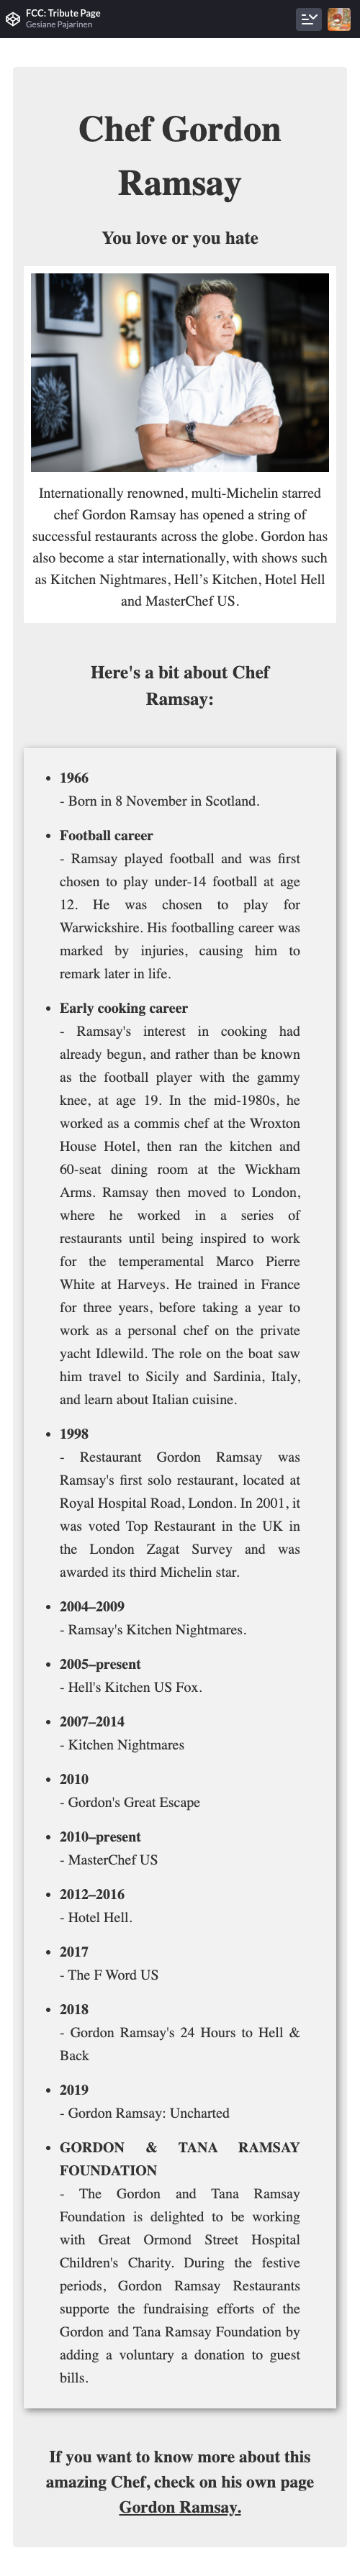 FCC: Tribute Page
Gesiane Pajarinen
Chef Gordon
Ramsay
You love or you hate
Internationally renowned, multi-Michelin starred
chef Gordon Ramsay has opened a string of
successful restaurants across the globe. Gordon has
also become a star internationally, with shows such
as Kitchen Nightmares, Hell’s Kitchen, Hotel Hell
and MasterChef US.
Here's a bit about Chef
Ramsay:
• 1966
- Born in 8 November in Scotland.
• Football career
- Ramsay played football and was first
chosen to play under-14 football at age
12. He was chosen to play for
Warwickshire. His footballing career was
marked by injuries, causing him to
remark later in life.
• Early cooking career
- Ramsay's interest in cooking had
already begun, and rather than be known
as the football player with the gammy
knee, at age 19. In the mid-1980s, he
worked as a commis chef at the Wroxton
House Hotel, then ran the kitchen and
60-seat dining room at the Wickham
Arms. Ramsay then moved to London,
where he worked in a series of
restaurants until being inspired to work
for the temperamental Marco Pierre
White at Harveys. He trained in France
for three years, before taking a year to
work as a personal chef on the private
yacht Idlewild. The role on the boat saw
him travel to Sicily and Sardinia, Italy,
and learn about Italian cuisine.
• 1998
- Restaurant Gordon Ramsay was
Ramsay's first solo restaurant, located at
Royal Hospital Road, London. In 2001, it
was voted Top Restaurant in the UK in
the London Zagat Survey and was
awarded its third Michelin star.
• 2004–2009
- Ramsay's Kitchen Nightmares.
• 2005–present
- Hell's Kitchen US Fox.
• 2007–2014
- Kitchen Nightmares
• 2010
- Gordon's Great Escape
• 2010–present
- MasterChef US
• 2012–2016
- Hotel Hell.
• 2017
- The F Word US
• 2018
- Gordon Ramsay's 24 Hours to Hell &
Back
• 2019
- Gordon Ramsay: Uncharted
• GORDON & TANA RAMSAY
FOUNDATION
- The Gordon and Tana Ramsay
Foundation is delighted to be working
with Great Ormond Street Hospital
Children's Charity. During the festive
periods, Gordon Ramsay Restaurants
supporte the fundraising efforts of the
Gordon and Tana Ramsay Foundation by
adding a voluntary a donation to guest
bills.
If you want to know more about this
amazing Chef, check on his own page
Gordon Ramsay.